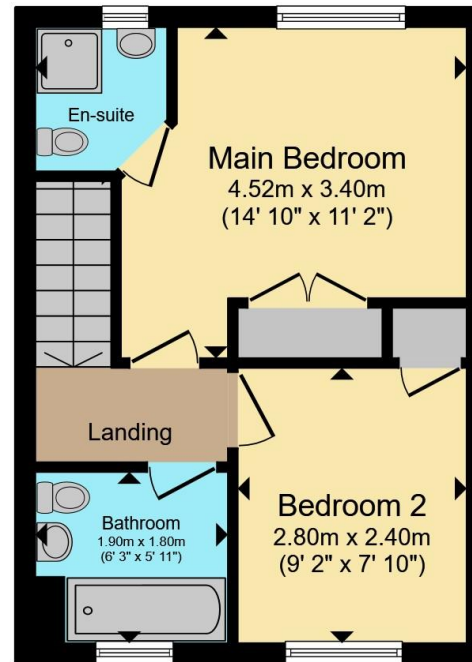 En-suite
Main Bedroom
4.52m x 3.40m
(14' 10" x 11' 2")
Landing
Bathroom
1.90m x 1.80m
(6' 3" x 5' 11")
Bedroom 2
2.80m x 2.40m
(9' 2" x 7' 10")